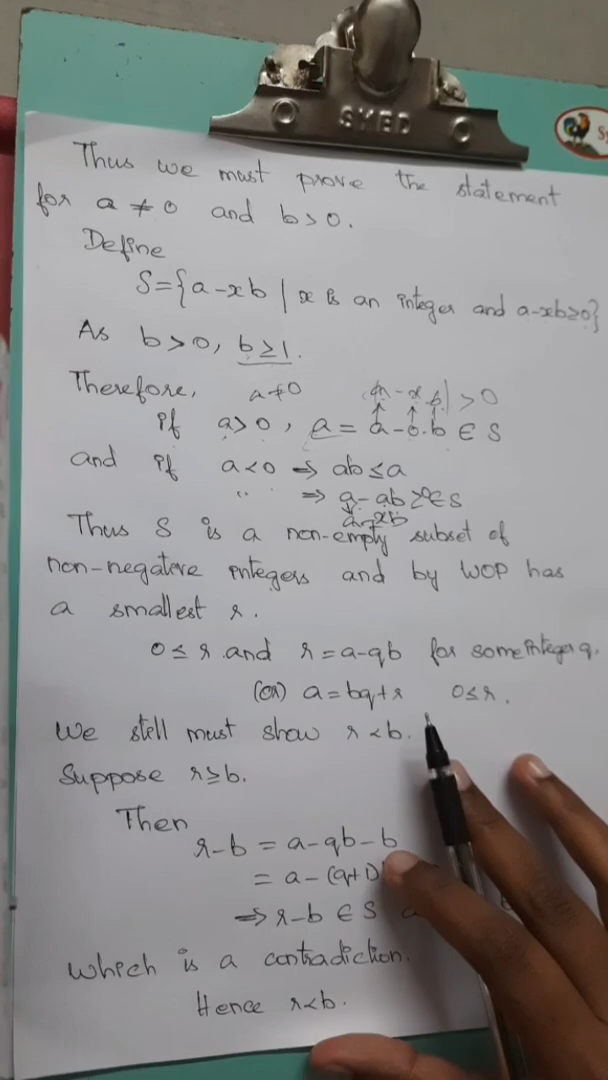 SMED
Thus we must prove the statement
for a ≠ 0 and b > 0.
Define
S = {a - xb | x is an integer and a - xb ≥ 0}
As b > 0, b ≥ 1.
Therefore, a ≠ 0 > 0
if a > 0, a = a - 0.b ∈ S
and if a < 0 ⇒ ab ≤ a
" ⇒ a - ab ≥ 0 ∈ S
a - xb
Thus S is a non-empty subset of
non-negative integers and by WOP has
a smallest r.
0 ≤ r and r = a - qb for some integer q.
(or) a = bq + r 0 ≤ r.
We still must show r < b.
Suppose r ≥ b.
Then
r - b = a - qb - b
= a - (q+1)
⇒ r - b ∈ S
which is a contradiction.
Hence r < b.